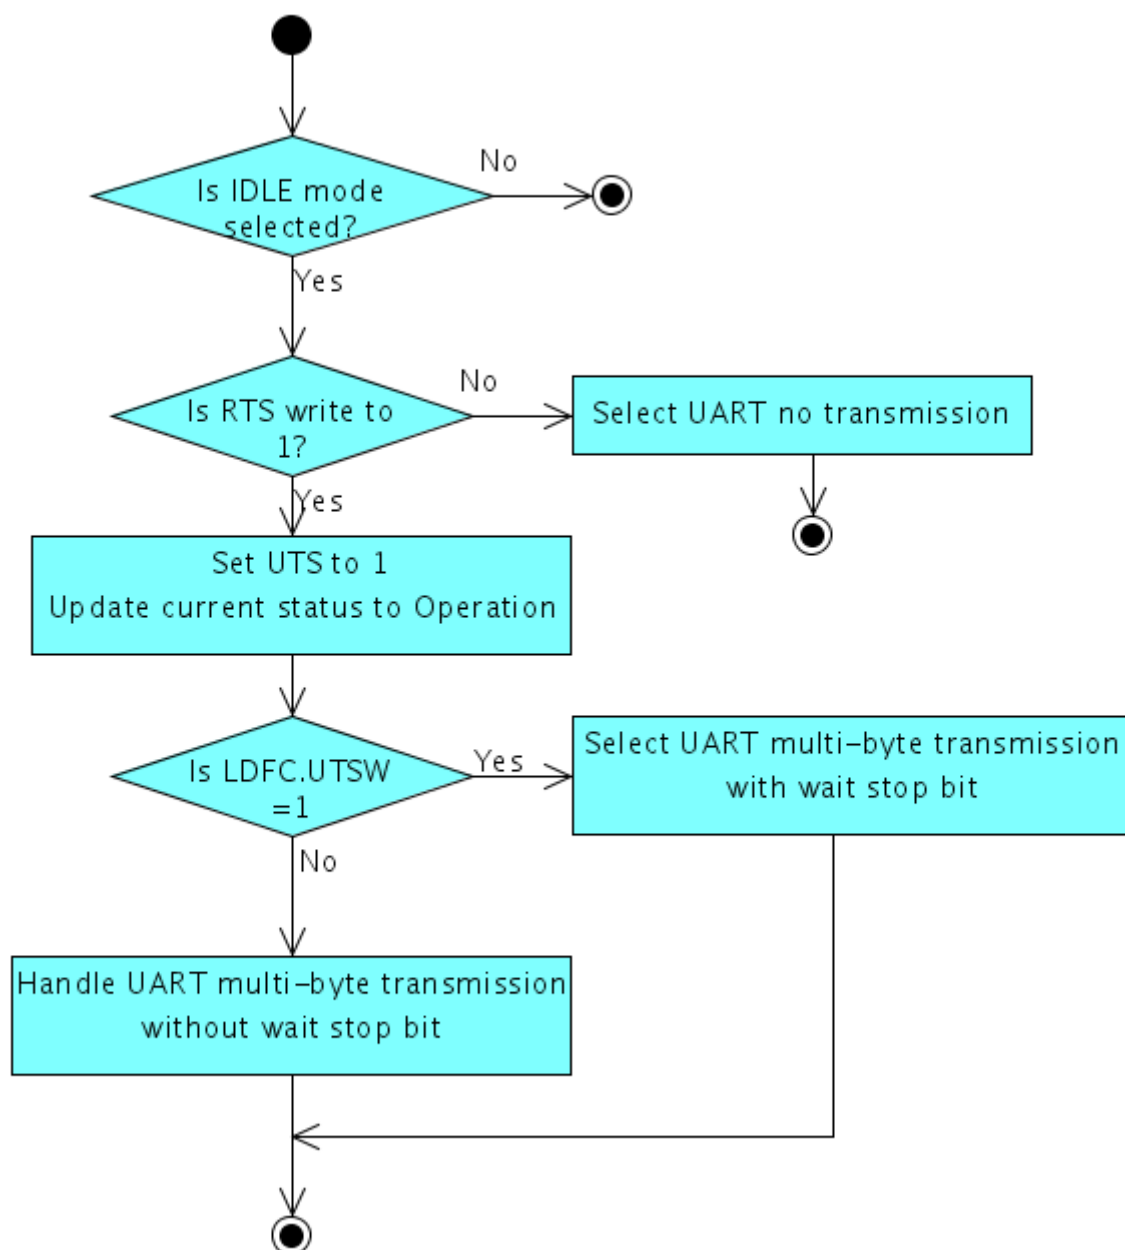 Is IDLE mode
selected?
No
Yes
Is RTS write to
1?
No
Select UART no transmission
Yes
Set UTS to 1
Update current status to Operation
Is LDFC.UTSW
=1
Yes
Select UART multi-byte transmission
with wait stop bit
No
Handle UART multi-byte transmission
without wait stop bit